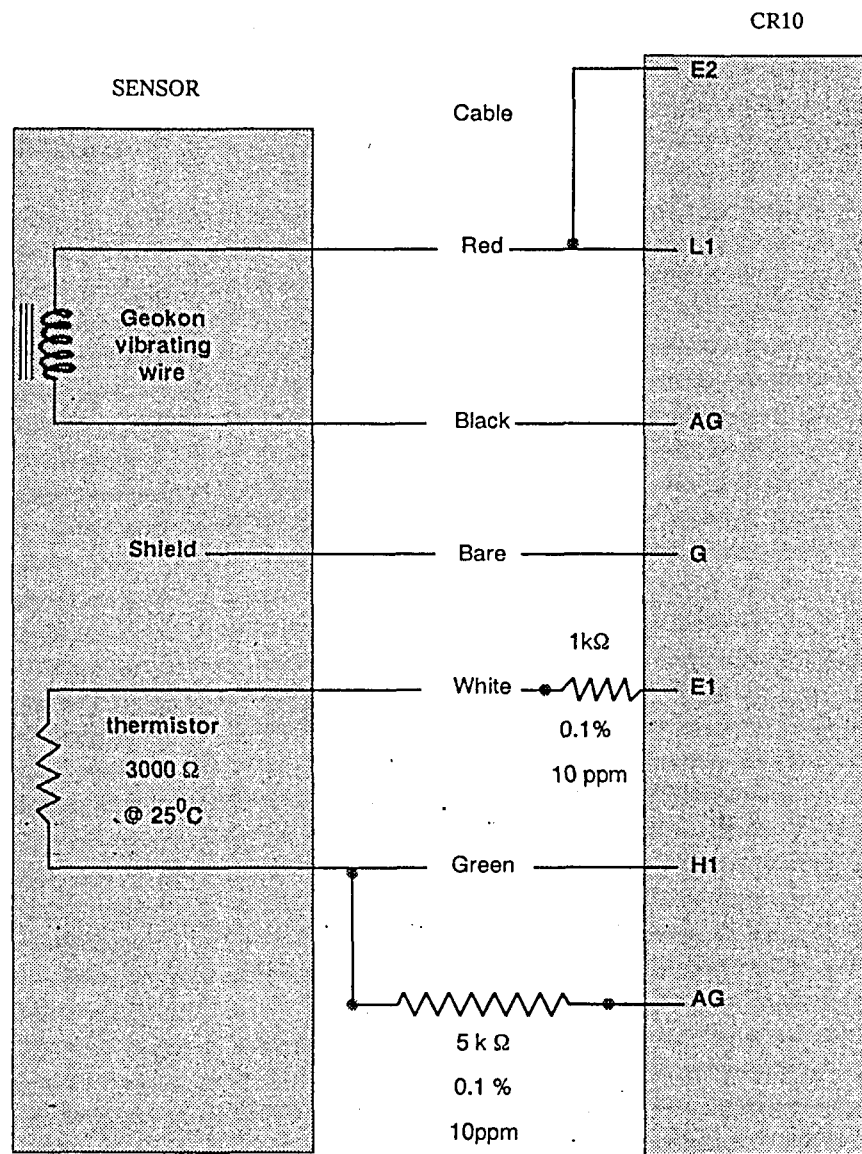 CR10
E2
SENSOR
Cable
Red
L1
Geokon
vibrating
wire
Black
AG
Shield
Bare
G
1kΩ
White
E1
thermistor
0.1%
3000 Ω
10 ppm
@ 25⁰C
Green
H1
AG
5 k Ω
0.1 %
10ppm